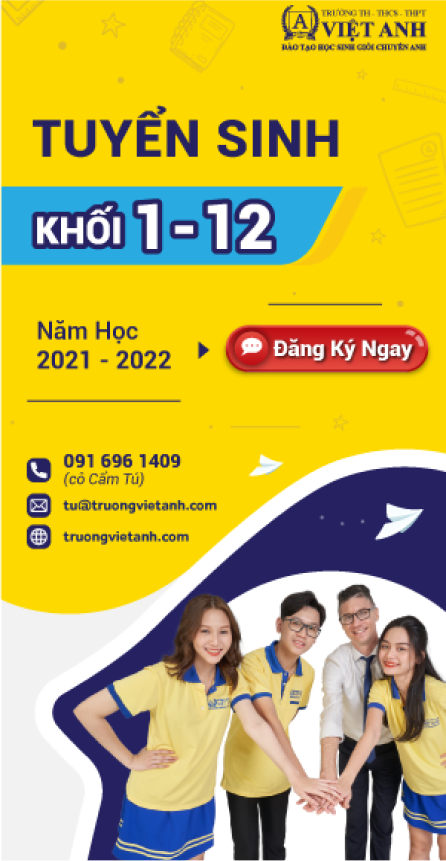 TRƯỜNG TH - THCS - THPT
VIỆT ANH
ĐÀO TẠO HỌC SINH GIỎI CHUYÊN ANH
TUYỂN SINH
KHỐI 1 - 12
Năm Học
2021 - 2022
Đăng Ký Ngay
091 696 1409
(cô Cẩm Tú)
tu@truongvietanh.com
truongvietanh.com